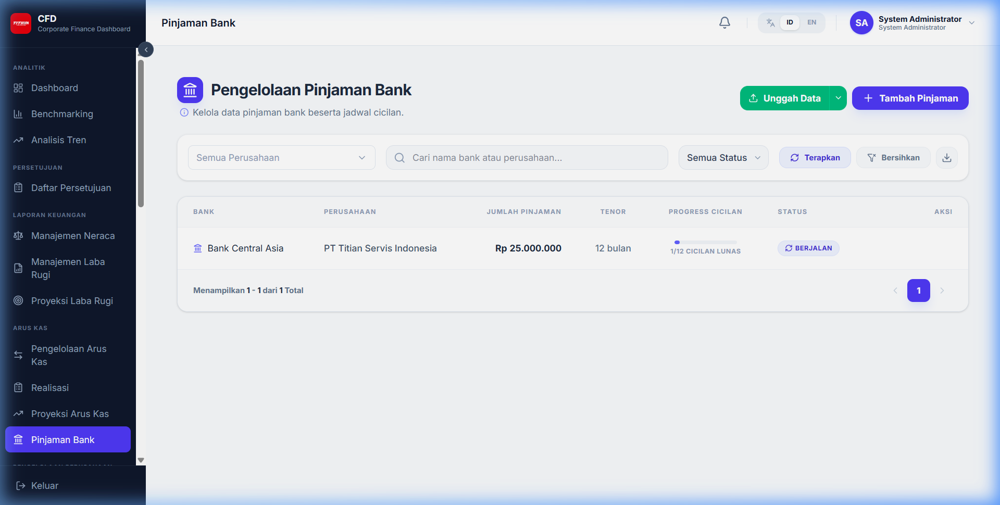 TITHAN
CFD
Corporate Finance Dashboard
ANALITIK
Dashboard
Benchmarking
Analisis Tren
PERSETUJUAN
Daftar Persetujuan
LAPORAN KEUANGAN
Manajemen Neraca
Manajemen Laba
Rugi
Proyeksi Laba Rugi
ARUS KAS
Pengelolaan Arus
Kas
Realisasi
Proyeksi Arus Kas
Pinjaman Bank
Keluar
Pinjaman Bank
ID
EN
SA
System Administrator
System Administrator
Pengelolaan Pinjaman Bank
Kelola data pinjaman bank beserta jadwal cicilan.
Unggah Data
Tambah Pinjaman
Semua Perusahaan
Cari nama bank atau perusahaan...
Semua Status
Terapkan
Bersihkan
BANK PERUSAHAAN JUMLAH PINJAMAN TENOR PROGRESS CICILAN STATUS AKSI
Bank Central Asia PT Titian Servis Indonesia Rp 25.000.000 12 bulan 1/12 CICILAN LUNAS BERJALAN
Menampilkan 1 - 1 dari 1 Total
1